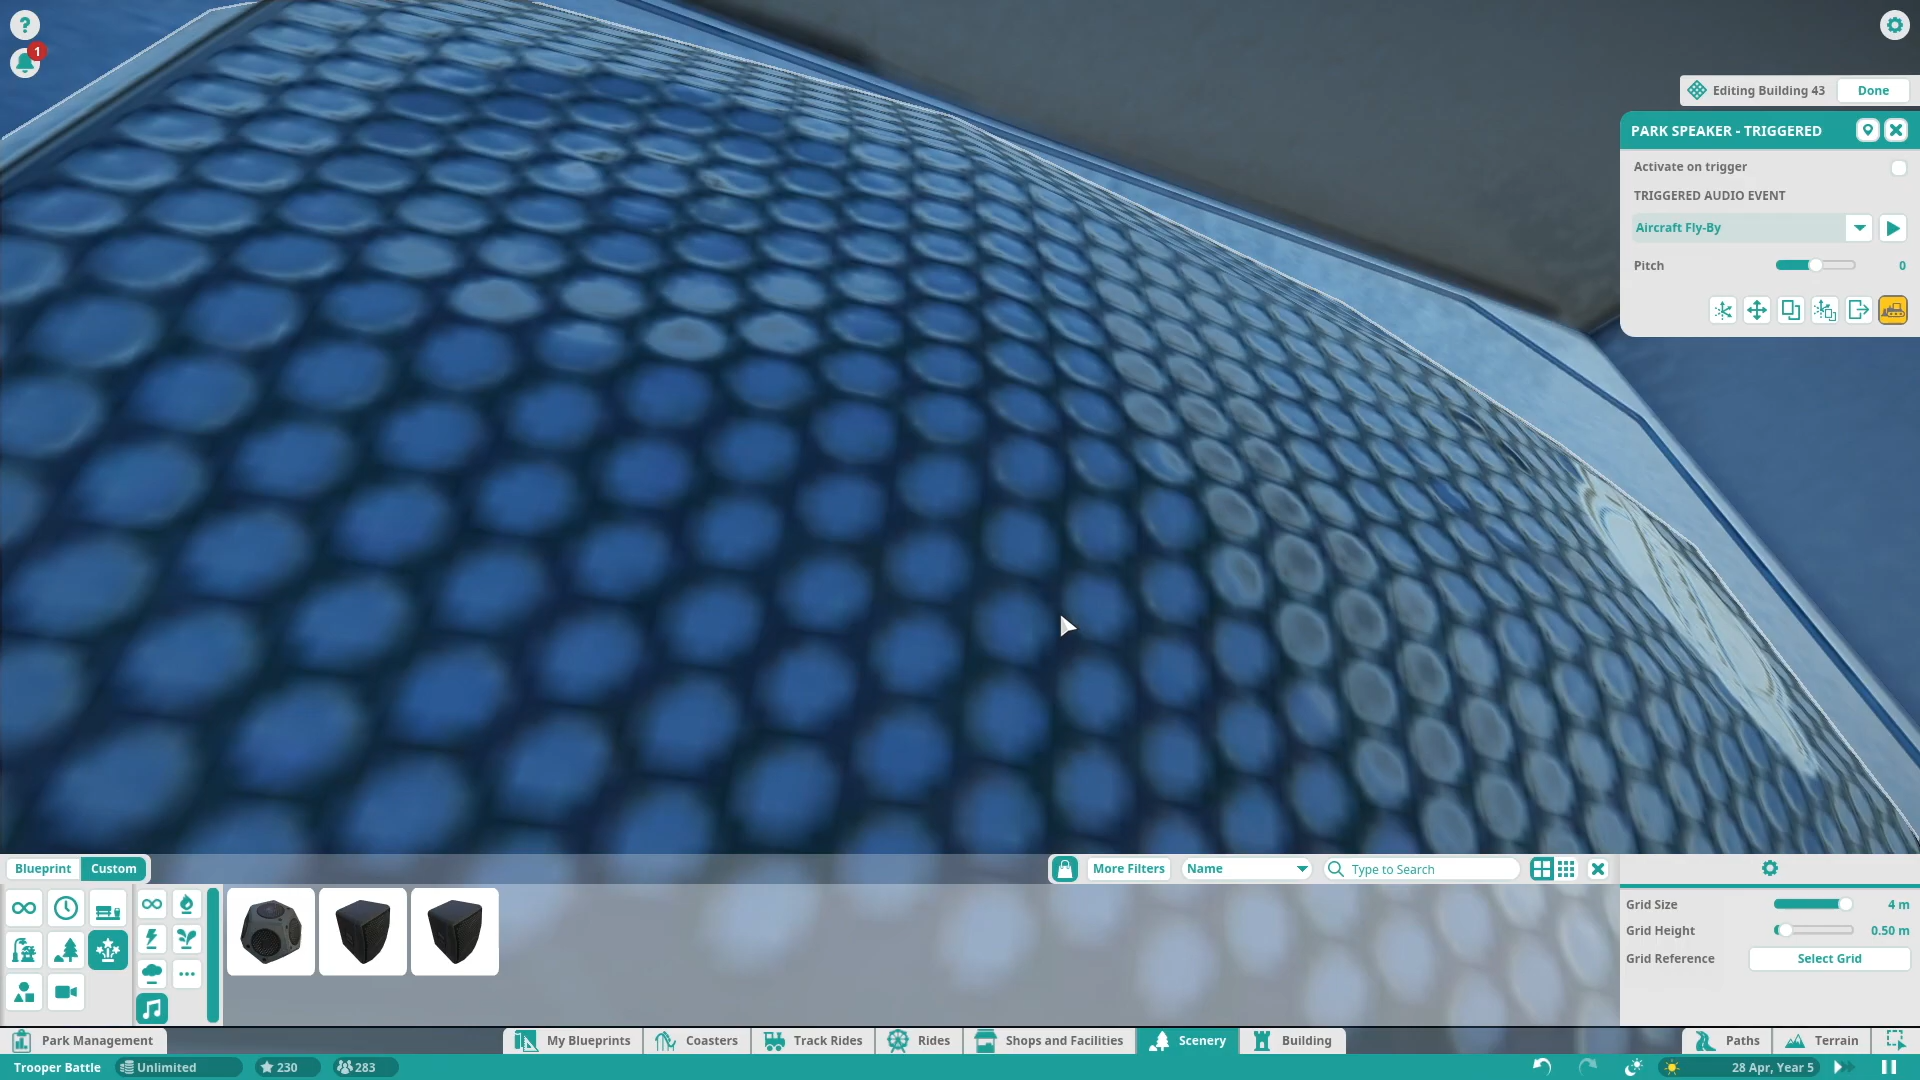 ?
1
Editing Building 43 Done
PARK SPEAKER - TRIGGERED
Activate on trigger
TRIGGERED AUDIO EVENT
Aircraft Fly-By
Pitch 0
Blueprint Custom More Filters Name Type to Search
Grid Size 4 m
Grid Height 0.50 m
Grid Reference Select Grid
Park Management My Blueprints Coasters Track Rides Rides Shops and Facilities Scenery Building Paths Terrain
Trooper Battle Unlimited 230 283 28 Apr, Year 5